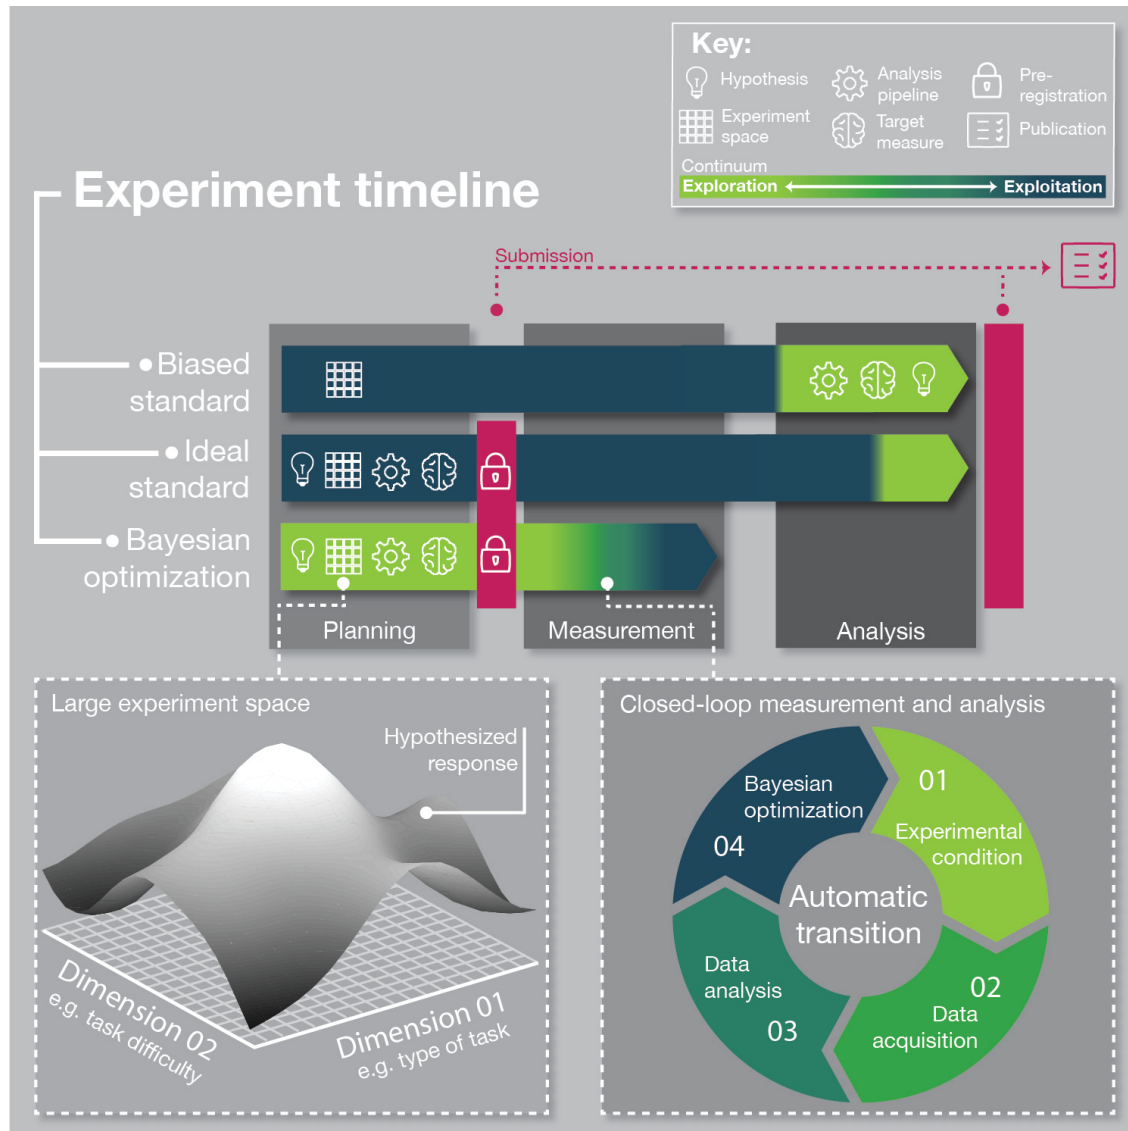 Key:
Hypothesis
Analysis
pipeline
Pre-
registration
Experiment
space
Target
measure
Publication
Continuum
Exploration
Exploitation
Experiment timeline
Submission
Biased
standard
Ideal
standard
Bayesian
optimization
Planning
Measurement
Analysis
Large experiment space
Hypothesized
response
Dimension 02
e.g. task difficulty
Dimension 01
e.g. type of task
Closed-loop measurement and analysis
01
Experimental
condition
02
Data
acquisition
Data
analysis
03
Bayesian
optimization
04
Automatic
transition